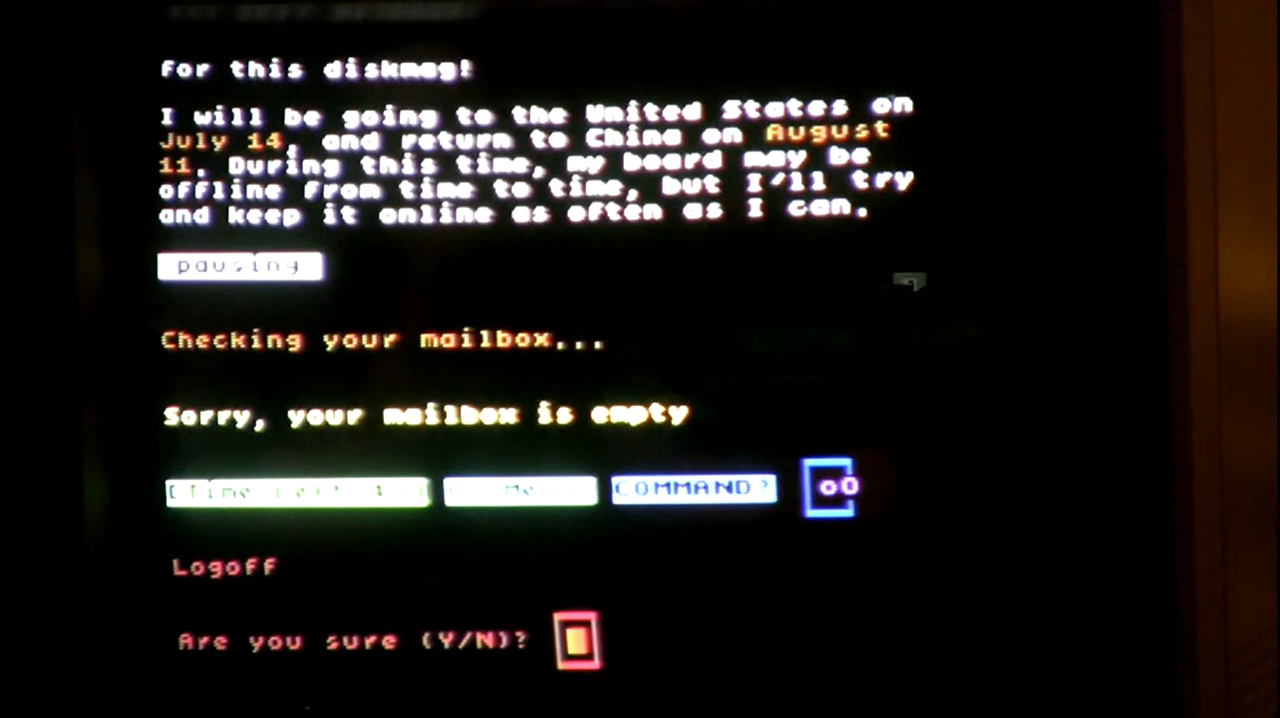 for this diskmag!
I will be going to the United States on
July 14, and return to China on August
11. During this time, my board may be
offline from time to time, but I'll try
and keep it online as often as I can.
pausing
Checking your mailbox...
Sorry, your mailbox is empty
[Time COMMAND? oO
Logoff
Are you sure (Y/N)?